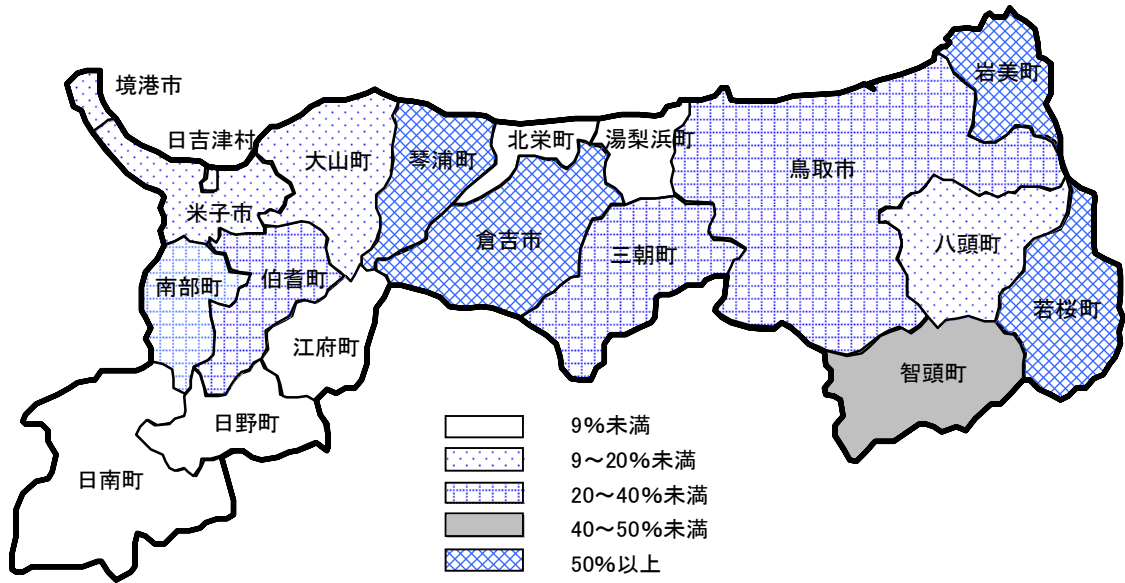 岩美町
境港市
日吉津村
北栄町
湯梨浜町
大山町
琴浦町
鳥取市
米子市
倉吉市
八頭町
三朝町
南部町
伯耆町
若桜町
江府町
智頭町
日野町
日南町
9%未満
9～20%未満
20～40%未満
40～50%未満
50%以上